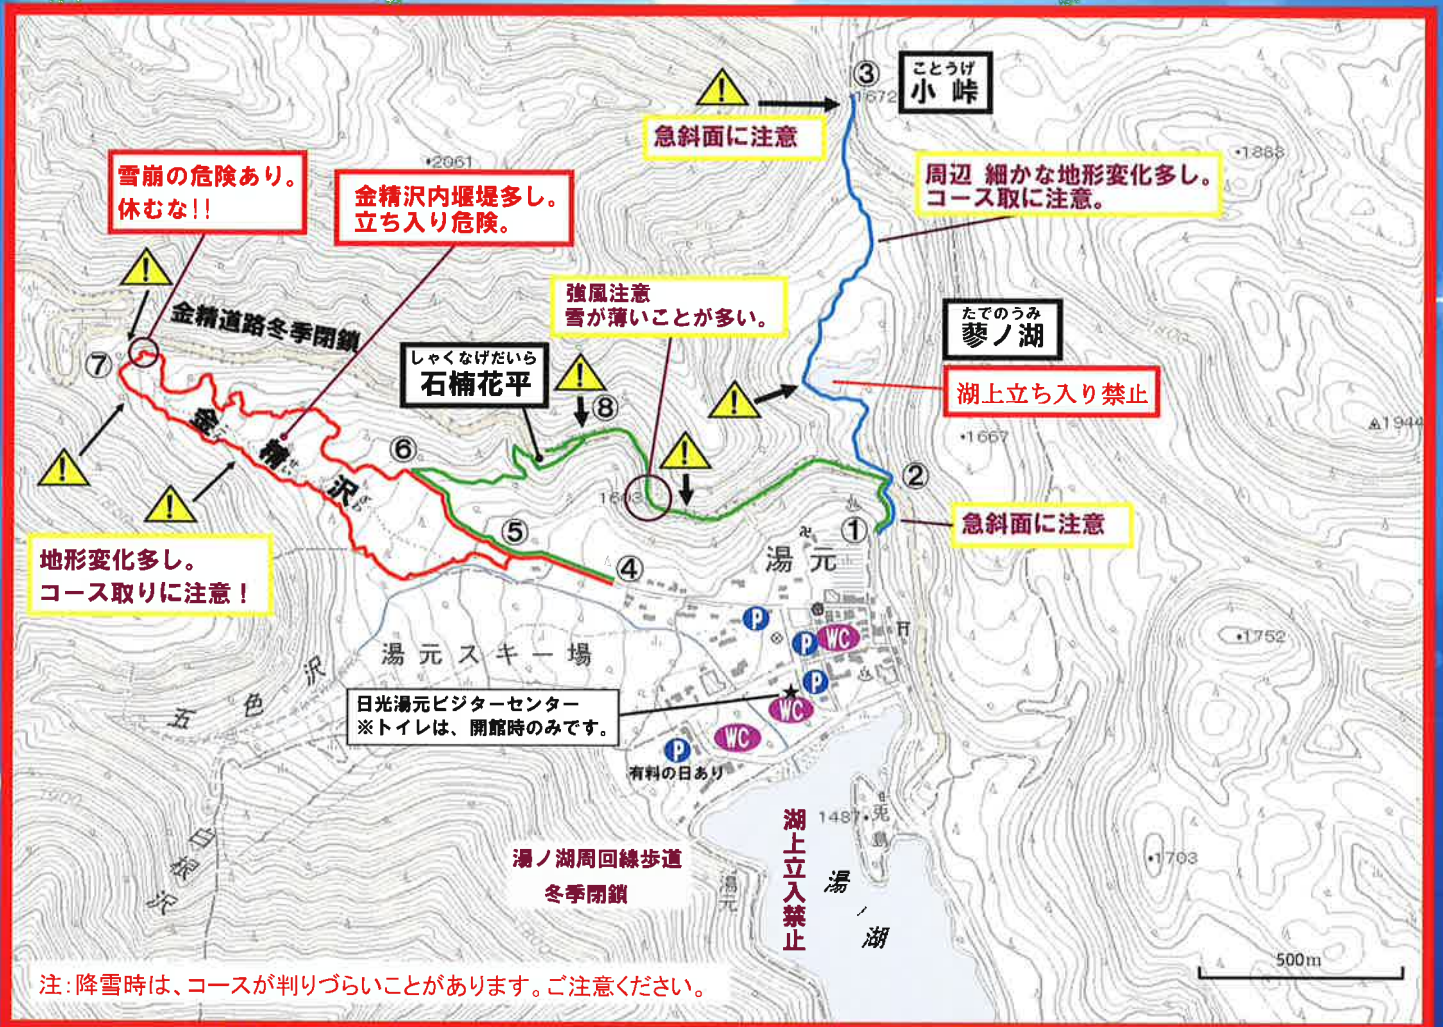 ③
ことうげ
小峠
1672
急斜面に注意
・1883
・2061
雪崩の危険あり。
休むな!!
金精沢内堰堤多し。
立ち入り危険。
周辺 細かな地形変化多し。
コース取に注意。
強風注意
雪が薄いことが多い。
たでのうみ
蓼ノ湖
湖上立ち入り禁止
金精道路冬季閉鎖
⑦
しゃくなげだいら
石楠花平
⑧
1944
・1667
金精沢
⑥
②
1603
①
急斜面に注意
⑤
④
湯元
地形変化多し。
コース取りに注意!
P
P
WC
・1752
湯元スキー場
P
WC
日光湯元ビジターセンター
※トイレは、開館時のみです。
五色沢
WC
P
有料の日あり
1487
兎島
白根沢
湯ノ湖周回線歩道
冬季閉鎖
湯元
湖上立入禁止
湯ノ湖
・1703
500m
注:降雪時は、コースが判りづらいことがあります。ご注意ください。